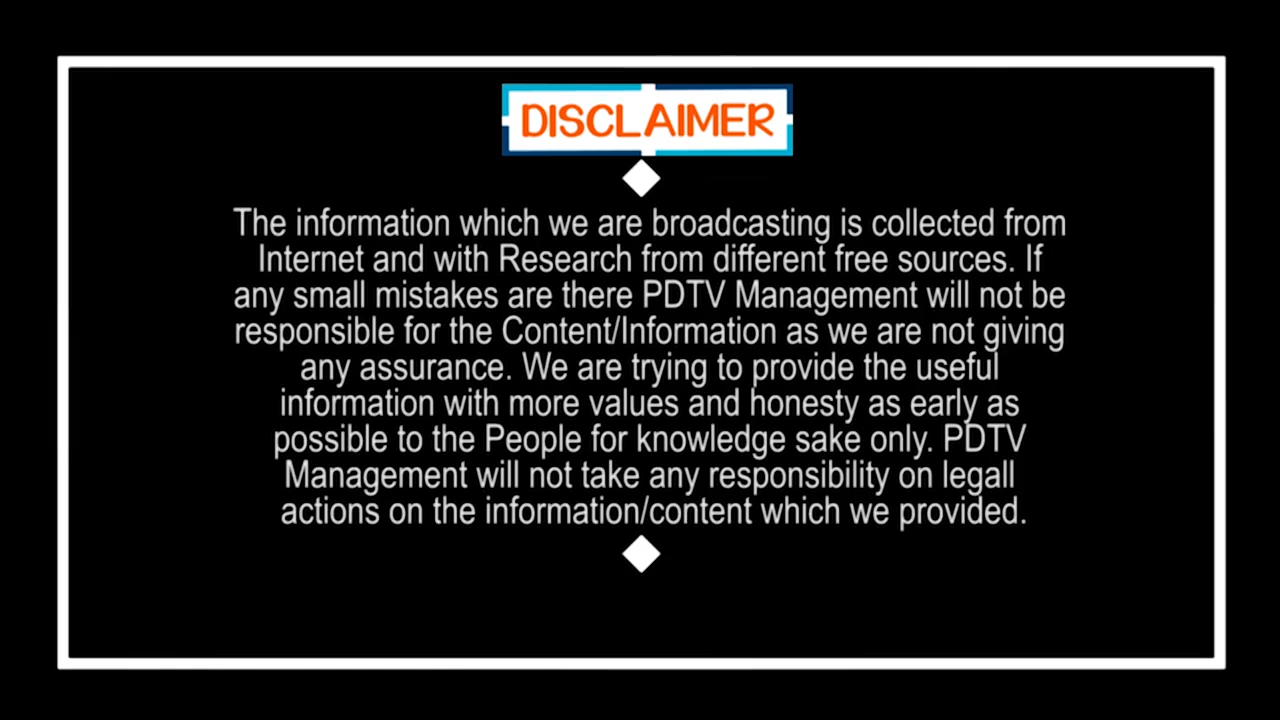 DISCLAIMER
The information which we are broadcasting is collected from
Internet and with Research from different free sources. If
any small mistakes are there PDTV Management will not be
responsible for the Content/Information as we are not giving
any assurance. We are trying to provide the useful
information with more values and honesty as early as
possible to the People for knowledge sake only. PDTV
Management will not take any responsibility on legall
actions on the information/content which we provided.